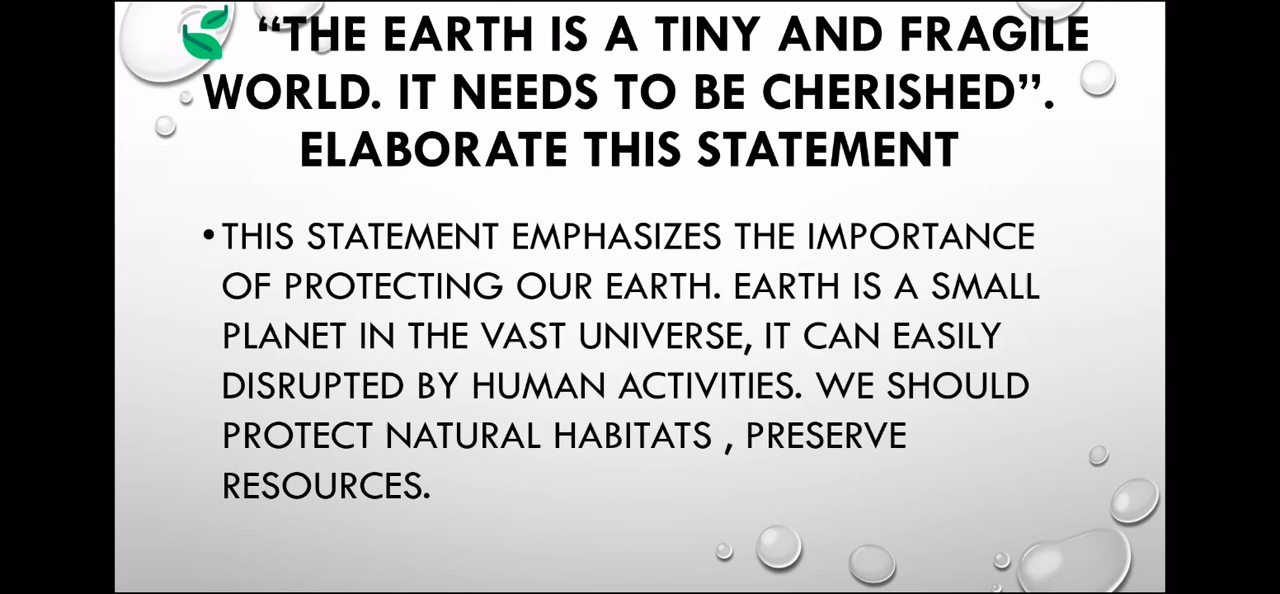 “THE EARTH IS A TINY AND FRAGILE
WORLD. IT NEEDS TO BE CHERISHED”.
ELABORATE THIS STATEMENT
• THIS STATEMENT EMPHASIZES THE IMPORTANCE
OF PROTECTING OUR EARTH. EARTH IS A SMALL
PLANET IN THE VAST UNIVERSE, IT CAN EASILY
DISRUPTED BY HUMAN ACTIVITIES. WE SHOULD
PROTECT NATURAL HABITATS , PRESERVE
RESOURCES.